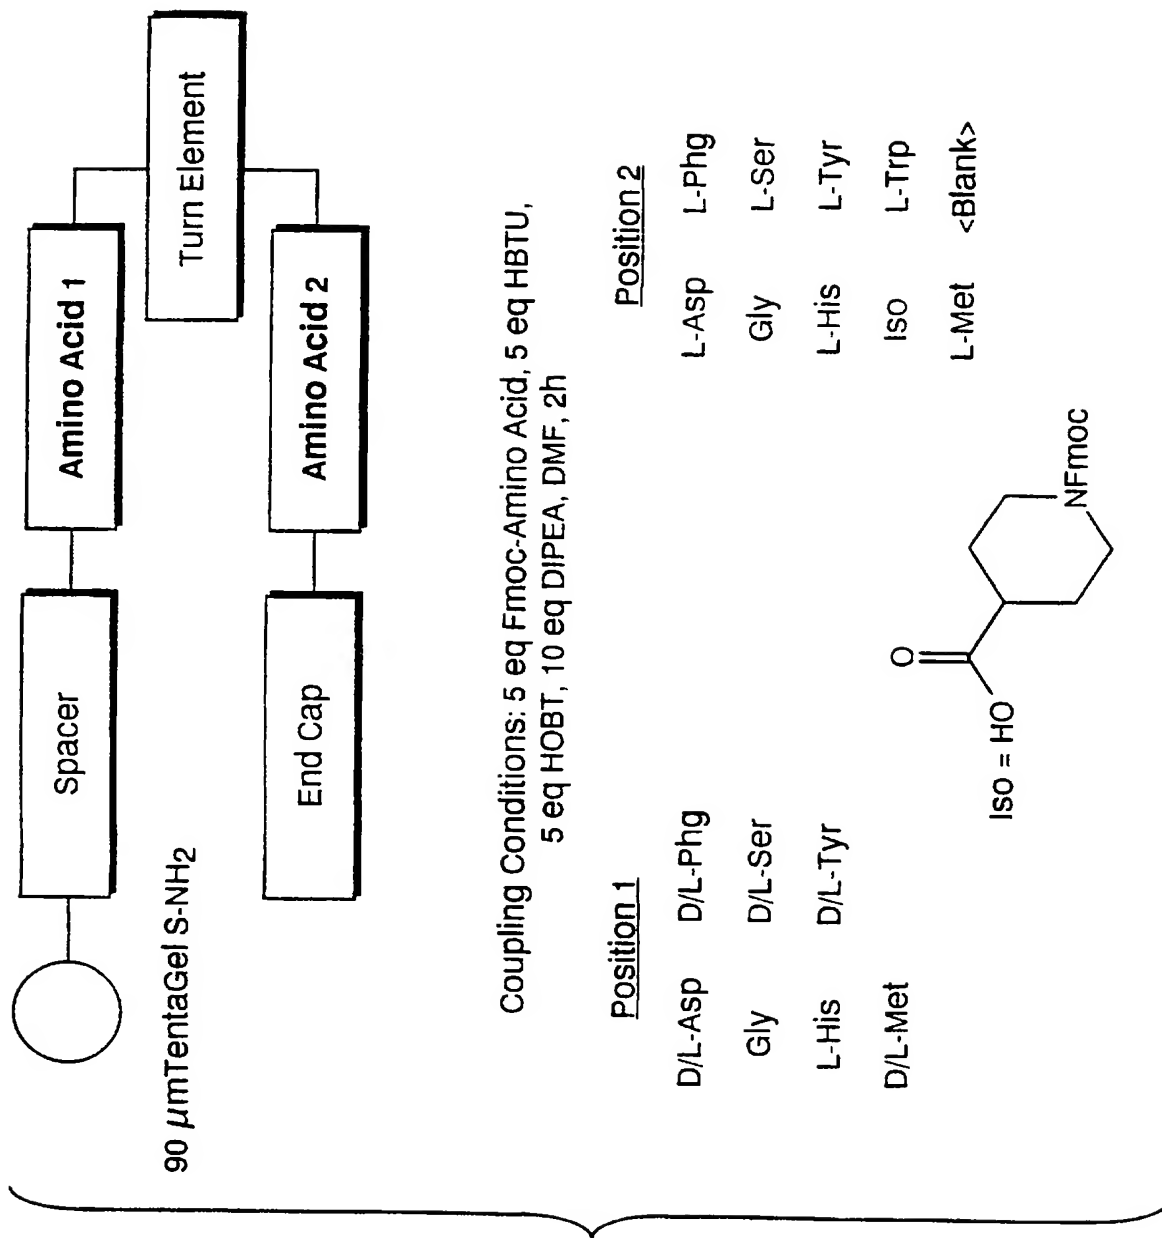 Spacer
Amino Acid 1
Turn Element
90 μmTentaGel S-NH2
End Cap
Amino Acid 2
Coupling Conditions: 5 eq Fmoc-Amino Acid, 5 eq HBTU,
5 eq HOBT, 10 eq DIPEA, DMF, 2h
Position 1
D/L-Asp D/L-Phg
Gly D/L-Ser
L-His D/L-Tyr
D/L-Met
Position 2
L-Asp L-Phg
Gly L-Ser
L-His L-Tyr
Iso L-Trp
L-Met <Blank>
O
Iso = HO
NFmoc